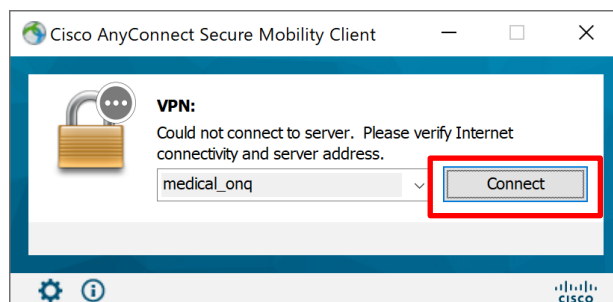 Cisco AnyConnect Secure Mobility Client
VPN:
Could not connect to server. Please verify Internet
connectivity and server address.
medical_onq
Connect
CISCO